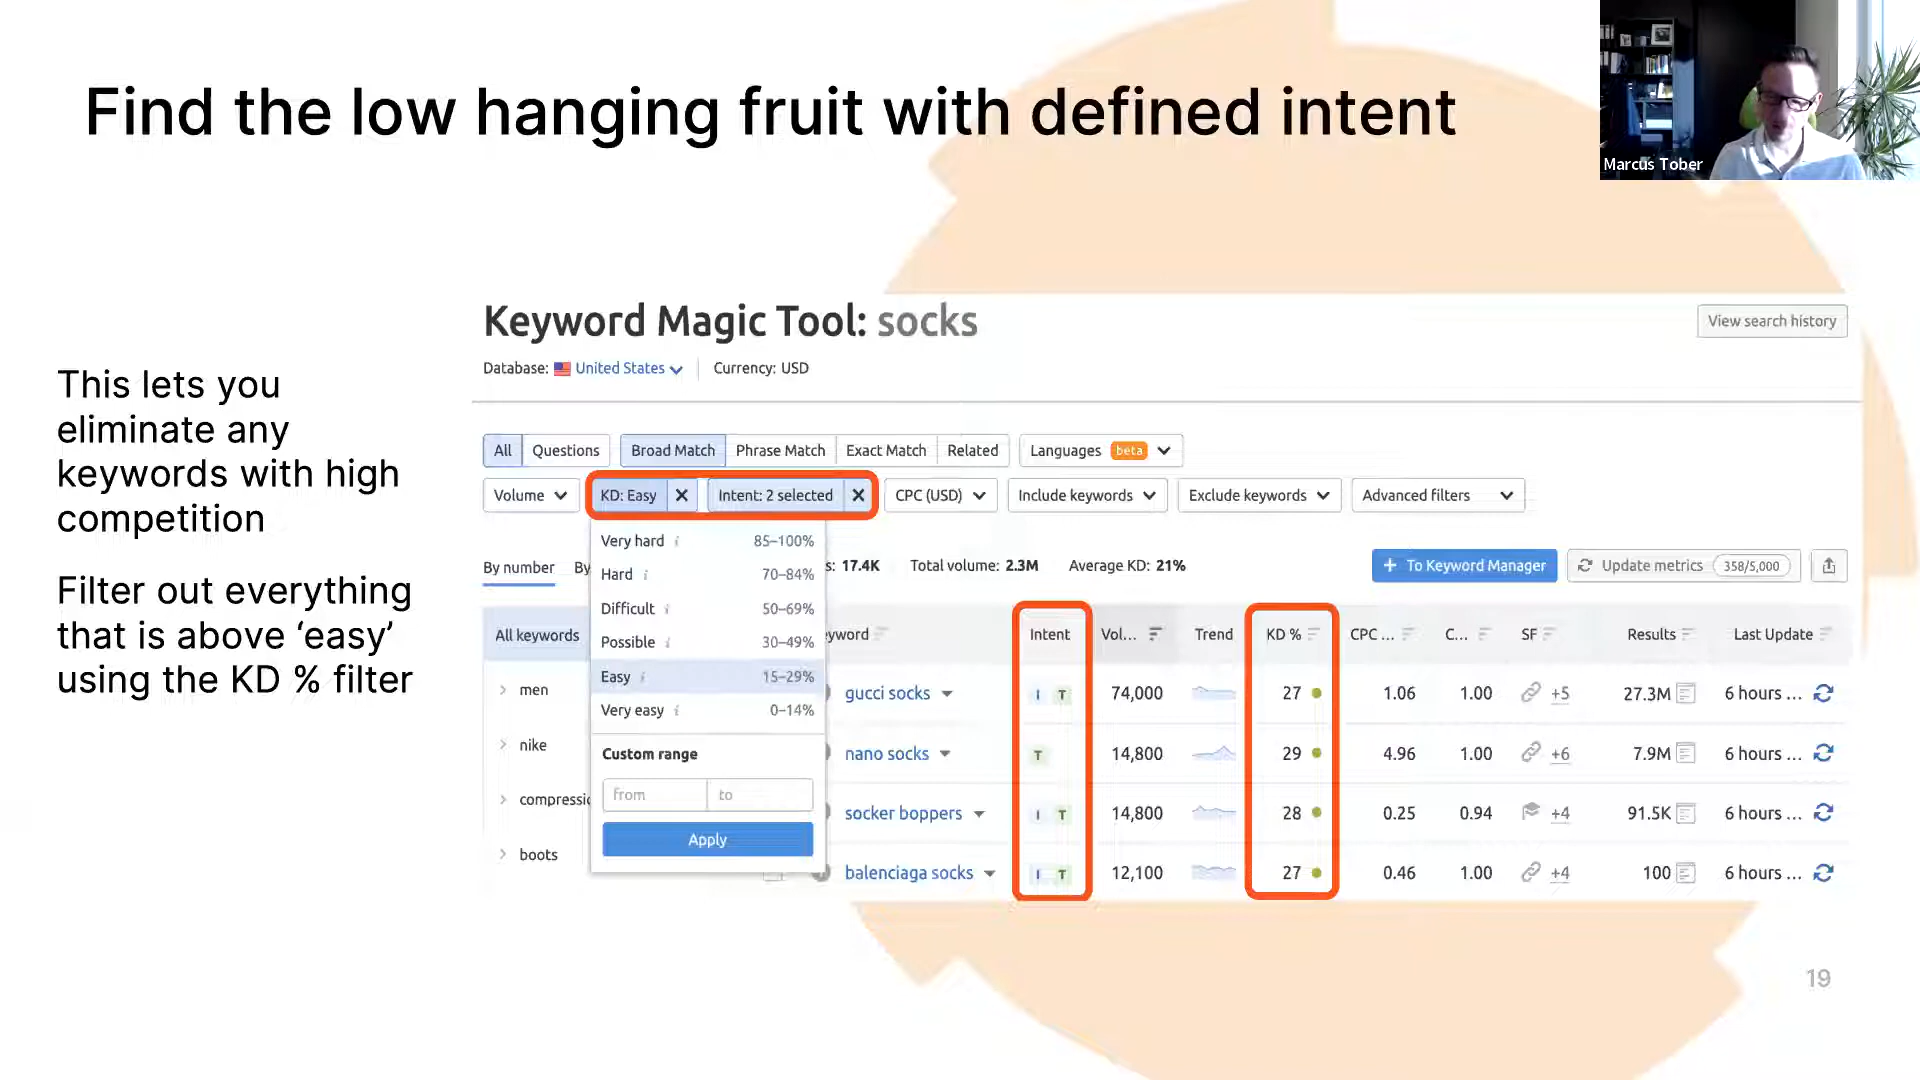 Find the low hanging fruit with defined intent
Marcus Tober
This lets you
eliminate any
keywords with high
competition
Filter out everything
that is above ‘easy’
using the KD % filter
Keyword Magic Tool: socks
View search history
Database: United States
Currency: USD
All Questions Broad Match Phrase Match Exact Match Related Languages beta
Volume KD: Easy Intent: 2 selected CPC (USD) Include keywords Exclude keywords Advanced filters
Very hard i 85–100%
Hard i 70–84%
Difficult i 50–69%
Possible i 30–49%
Easy i 15–29%
Very easy i 0–14%
Custom range
from to
Apply
By number By
s: 17.4K Total volume: 2.3M Average KD: 21%
+ To Keyword Manager Update metrics 358/5,000
All keywords
men
nike
compressic
boots
yword Intent Vol... Trend KD % CPC ... C... SF Results Last Update
gucci socks I T 74,000 27 1.06 1.00 +5 27.3M 6 hours ...
nano socks T 14,800 29 4.96 1.00 +6 7.9M 6 hours ...
socker boppers I T 14,800 28 0.25 0.94 +4 91.5K 6 hours ...
balenciaga socks I T 12,100 27 0.46 1.00 +4 100 6 hours ...
19